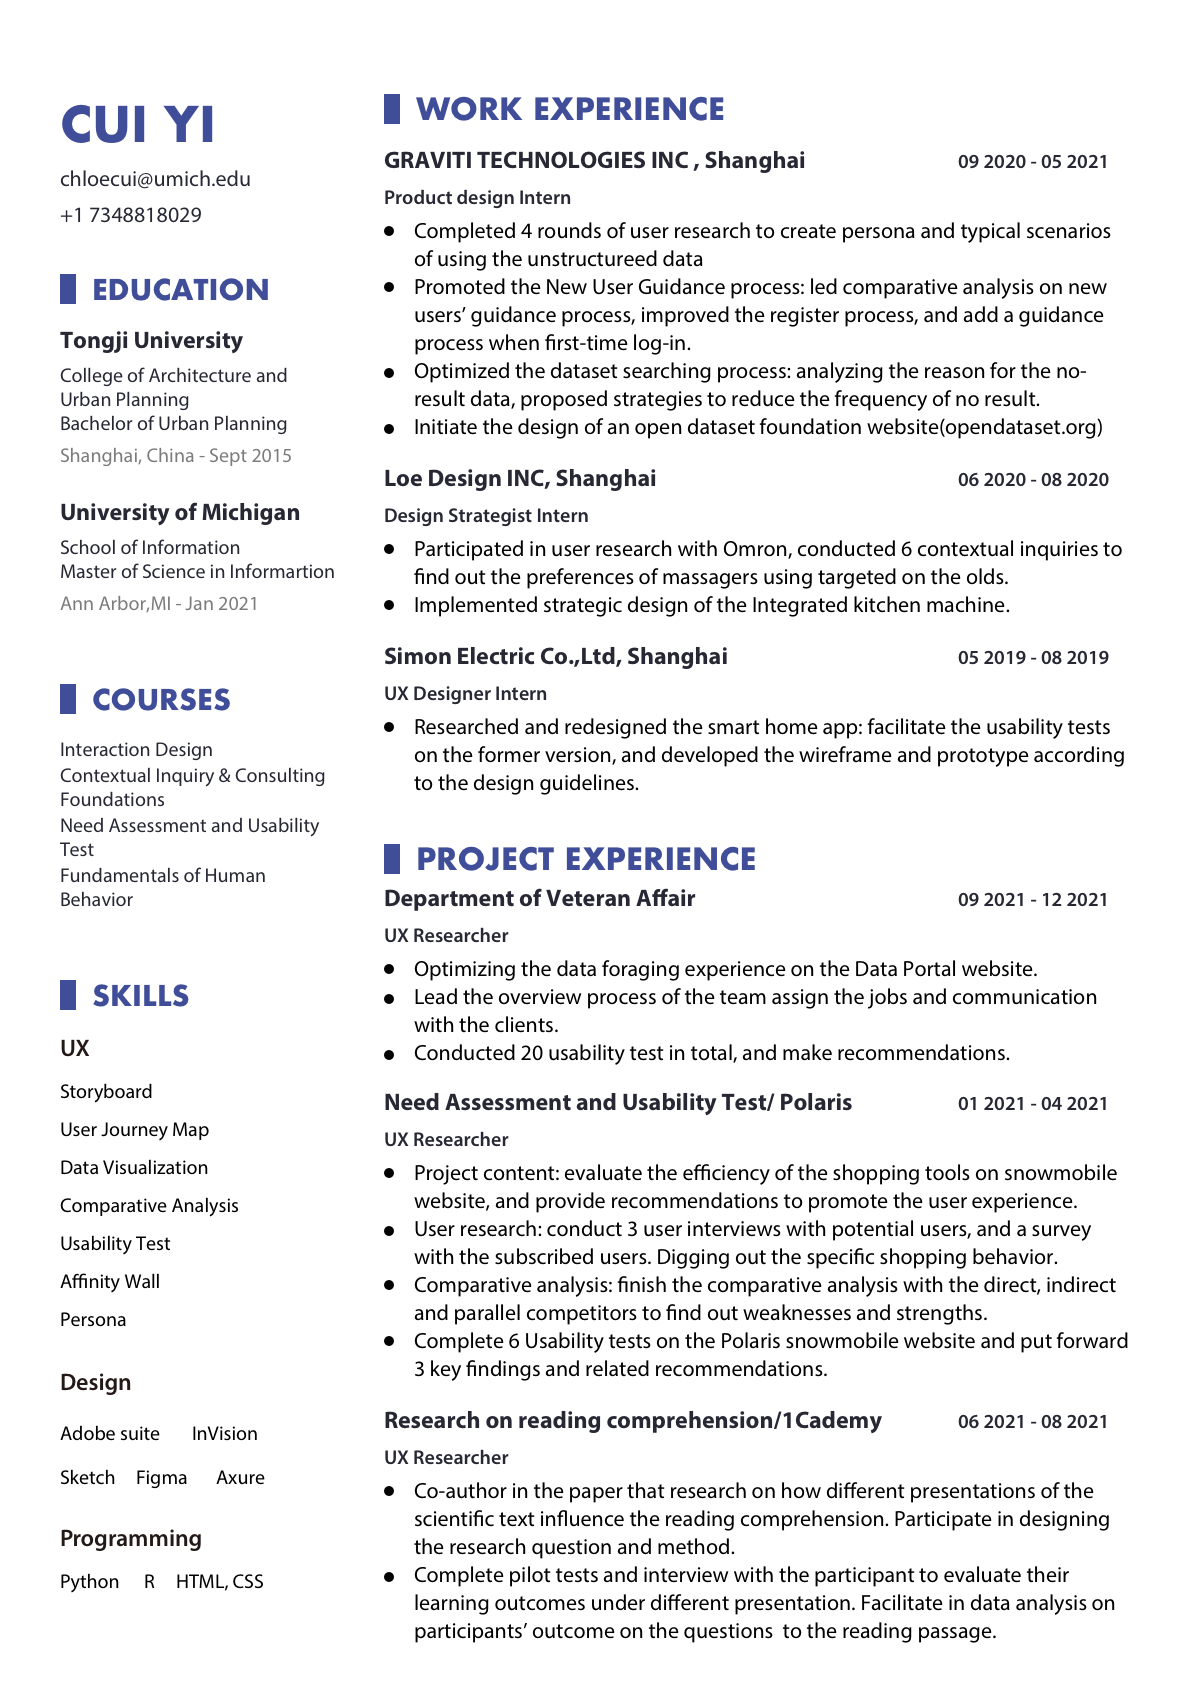 CUI YI
chloecui@umich.edu
+1 7348818029
EDUCATION
Tongji University
College of Architecture and
Urban Planning
Bachelor of Urban Planning
Shanghai, China - Sept 2015
University of Michigan
School of Information
Master of Science in Informartion
Ann Arbor,MI - Jan 2021
COURSES
Interaction Design
Contextual Inquiry & Consulting
Foundations
Need Assessment and Usability
Test
Fundamentals of Human
Behavior
SKILLS
UX
Storyboard
User Journey Map
Data Visualization
Comparative Analysis
Usability Test
Affinity Wall
Persona
Design
Adobe suite InVision
Sketch Figma Axure
Programming
Python R HTML, CSS
WORK EXPERIENCE
GRAVITI TECHNOLOGIES INC , Shanghai 09 2020 - 05 2021
Product design Intern
● Completed 4 rounds of user research to create persona and typical scenarios
of using the unstructureed data
● Promoted the New User Guidance process: led comparative analysis on new
users’ guidance process, improved the register process, and add a guidance
process when first-time log-in.
● Optimized the dataset searching process: analyzing the reason for the no-
result data, proposed strategies to reduce the frequency of no result.
● Initiate the design of an open dataset foundation website(opendataset.org)
Loe Design INC, Shanghai 06 2020 - 08 2020
Design Strategist Intern
● Participated in user research with Omron, conducted 6 contextual inquiries to
find out the preferences of massagers using targeted on the olds.
● Implemented strategic design of the Integrated kitchen machine.
Simon Electric Co.,Ltd, Shanghai 05 2019 - 08 2019
UX Designer Intern
● Researched and redesigned the smart home app: facilitate the usability tests
on the former version, and developed the wireframe and prototype according
to the design guidelines.
PROJECT EXPERIENCE
Department of Veteran Affair 09 2021 - 12 2021
UX Researcher
● Optimizing the data foraging experience on the Data Portal website.
● Lead the overview process of the team assign the jobs and communication
with the clients.
● Conducted 20 usability test in total, and make recommendations.
Need Assessment and Usability Test/ Polaris 01 2021 - 04 2021
UX Researcher
● Project content: evaluate the efficiency of the shopping tools on snowmobile
website, and provide recommendations to promote the user experience.
● User research: conduct 3 user interviews with potential users, and a survey
with the subscribed users. Digging out the specific shopping behavior.
● Comparative analysis: finish the comparative analysis with the direct, indirect
and parallel competitors to find out weaknesses and strengths.
● Complete 6 Usability tests on the Polaris snowmobile website and put forward
3 key findings and related recommendations.
Research on reading comprehension/1Cademy 06 2021 - 08 2021
UX Researcher
● Co-author in the paper that research on how different presentations of the
scientific text influence the reading comprehension. Participate in designing
the research question and method.
● Complete pilot tests and interview with the participant to evaluate their
learning outcomes under different presentation. Facilitate in data analysis on
participants’ outcome on the questions  to the reading passage.